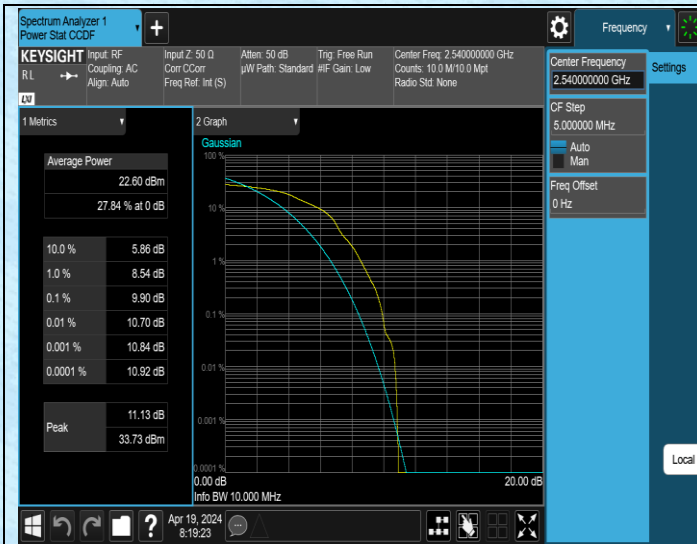 Spectrum Analyzer 1
Power Stat CCDF
+
Frequency
KEYSIGHT
RL
LXI
Input: RF
Coupling: AC
Align: Auto
Input Z: 50 Ω
Corr CCorr
Freq Ref: Int (S)
Atten: 50 dB
µW Path: Standard
Trig: Free Run
#IF Gain: Low
Center Freq: 2.540000000 GHz
Counts: 10.0 M/10.0 Mpt
Radio Std: None
Center Frequency
2.540000000 GHz
Settings
CF Step
5.000000 MHz
Auto
Man
Freq Offset
0 Hz
1 Metrics
Average Power
22.60 dBm
27.84 % at 0 dB
10.0 % 5.86 dB
1.0 % 8.54 dB
0.1 % 9.90 dB
0.01 % 10.70 dB
0.001 % 10.84 dB
0.0001 % 10.92 dB
Peak
11.13 dB
33.73 dBm
2 Graph
Gaussian
100 %
10 %
1 %
0.1 %
0.01 %
0.001 %
0.0001 %
0.00 dB 20.00 dB
Info BW 10.000 MHz
Local
?
Apr 19, 2024
8:19:23